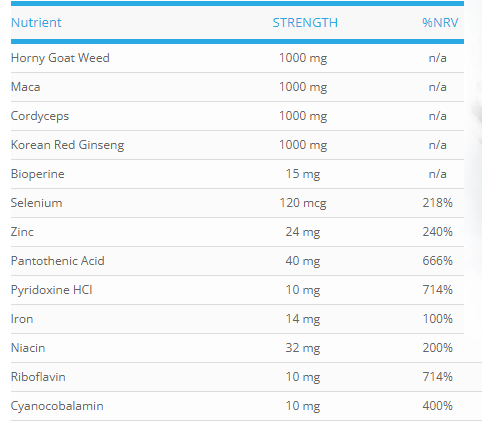 Nutrient STRENGTH %NRV
Horny Goat Weed 1000 mg n/a
Maca 1000 mg n/a
Cordyceps 1000 mg n/a
Korean Red Ginseng 1000 mg n/a
Bioperine 15 mg n/a
Selenium 120 mcg 218%
Zinc 24 mg 240%
Pantothenic Acid 40 mg 666%
Pyridoxine HCl 10 mg 714%
Iron 14 mg 100%
Niacin 32 mg 200%
Riboflavin 10 mg 714%
Cyanocobalamin 10 mg 400%